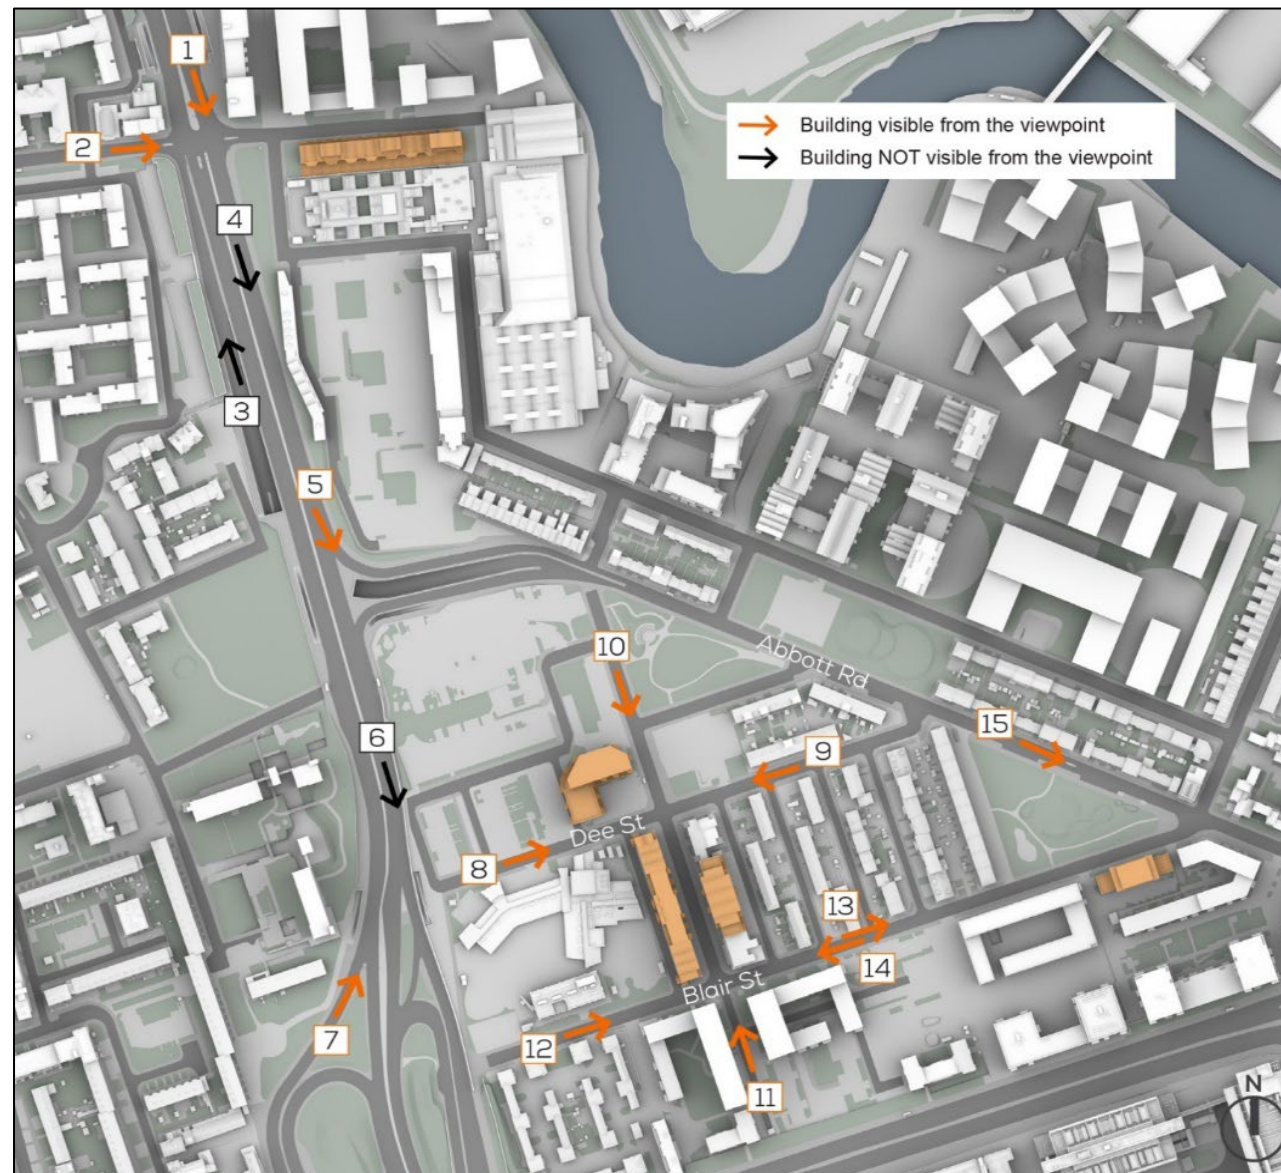 1
Building visible from the viewpoint
2
Building NOT visible from the viewpoint
4
3
5
10
Abbott Rd
6
15
9
Dee St
8
13
14
Blair St
7
12
11
N